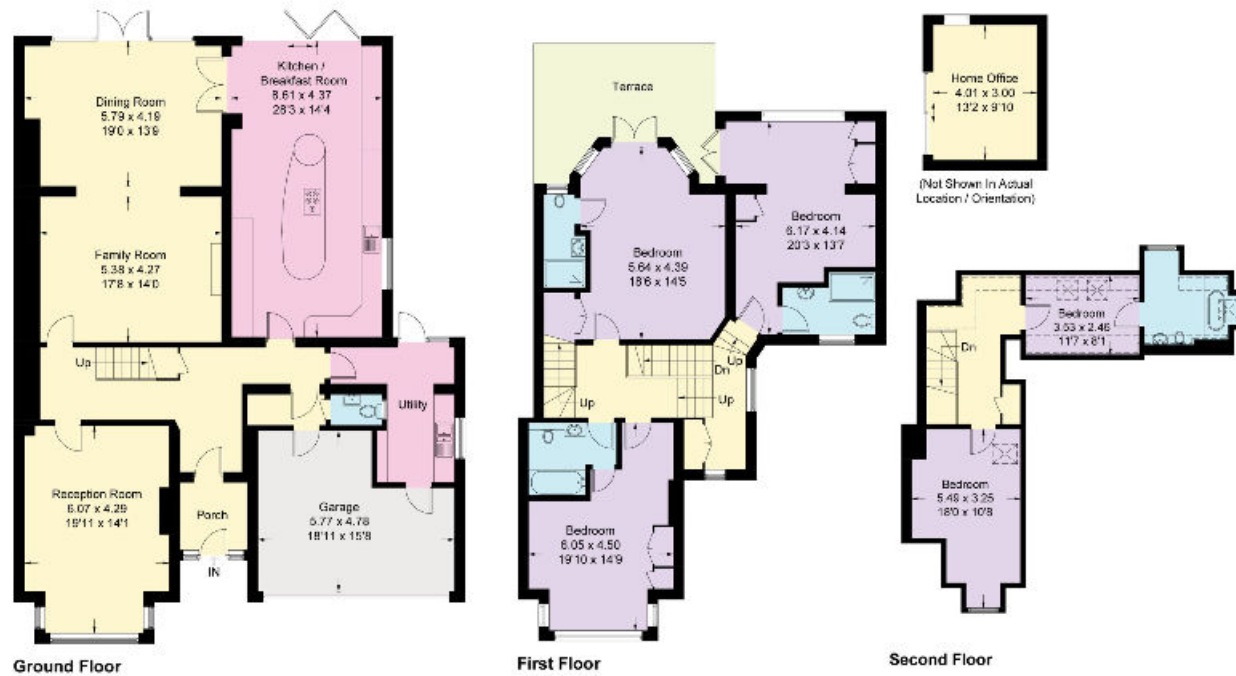 Dining Room
5.79 x 4.19
19'0 x 13'9
Kitchen /
Breakfast Room
8.61 x 4.37
28'3 x 14'4
Family Room
5.38 x 4.27
17'8 x 14'0
Up
Utility
Reception Room
6.07 x 4.29
19'11 x 14'1
Porch
IN
Garage
5.77 x 4.78
18'11 x 15'8
Ground Floor
Terrace
Bedroom
5.64 x 4.39
18'6 x 14'5
Bedroom
6.17 x 4.14
20'3 x 13'7
Up
Dn
Up
Up
Bedroom
6.05 x 4.50
19'10 x 14'9
First Floor
Home Office
4.01 x 3.00
13'2 x 9'10
(Not Shown In Actual
Location / Orientation)
Bedroom
3.53 x 2.46
11'7 x 8'1
Dn
Bedroom
5.49 x 3.25
18'0 x 10'8
Second Floor